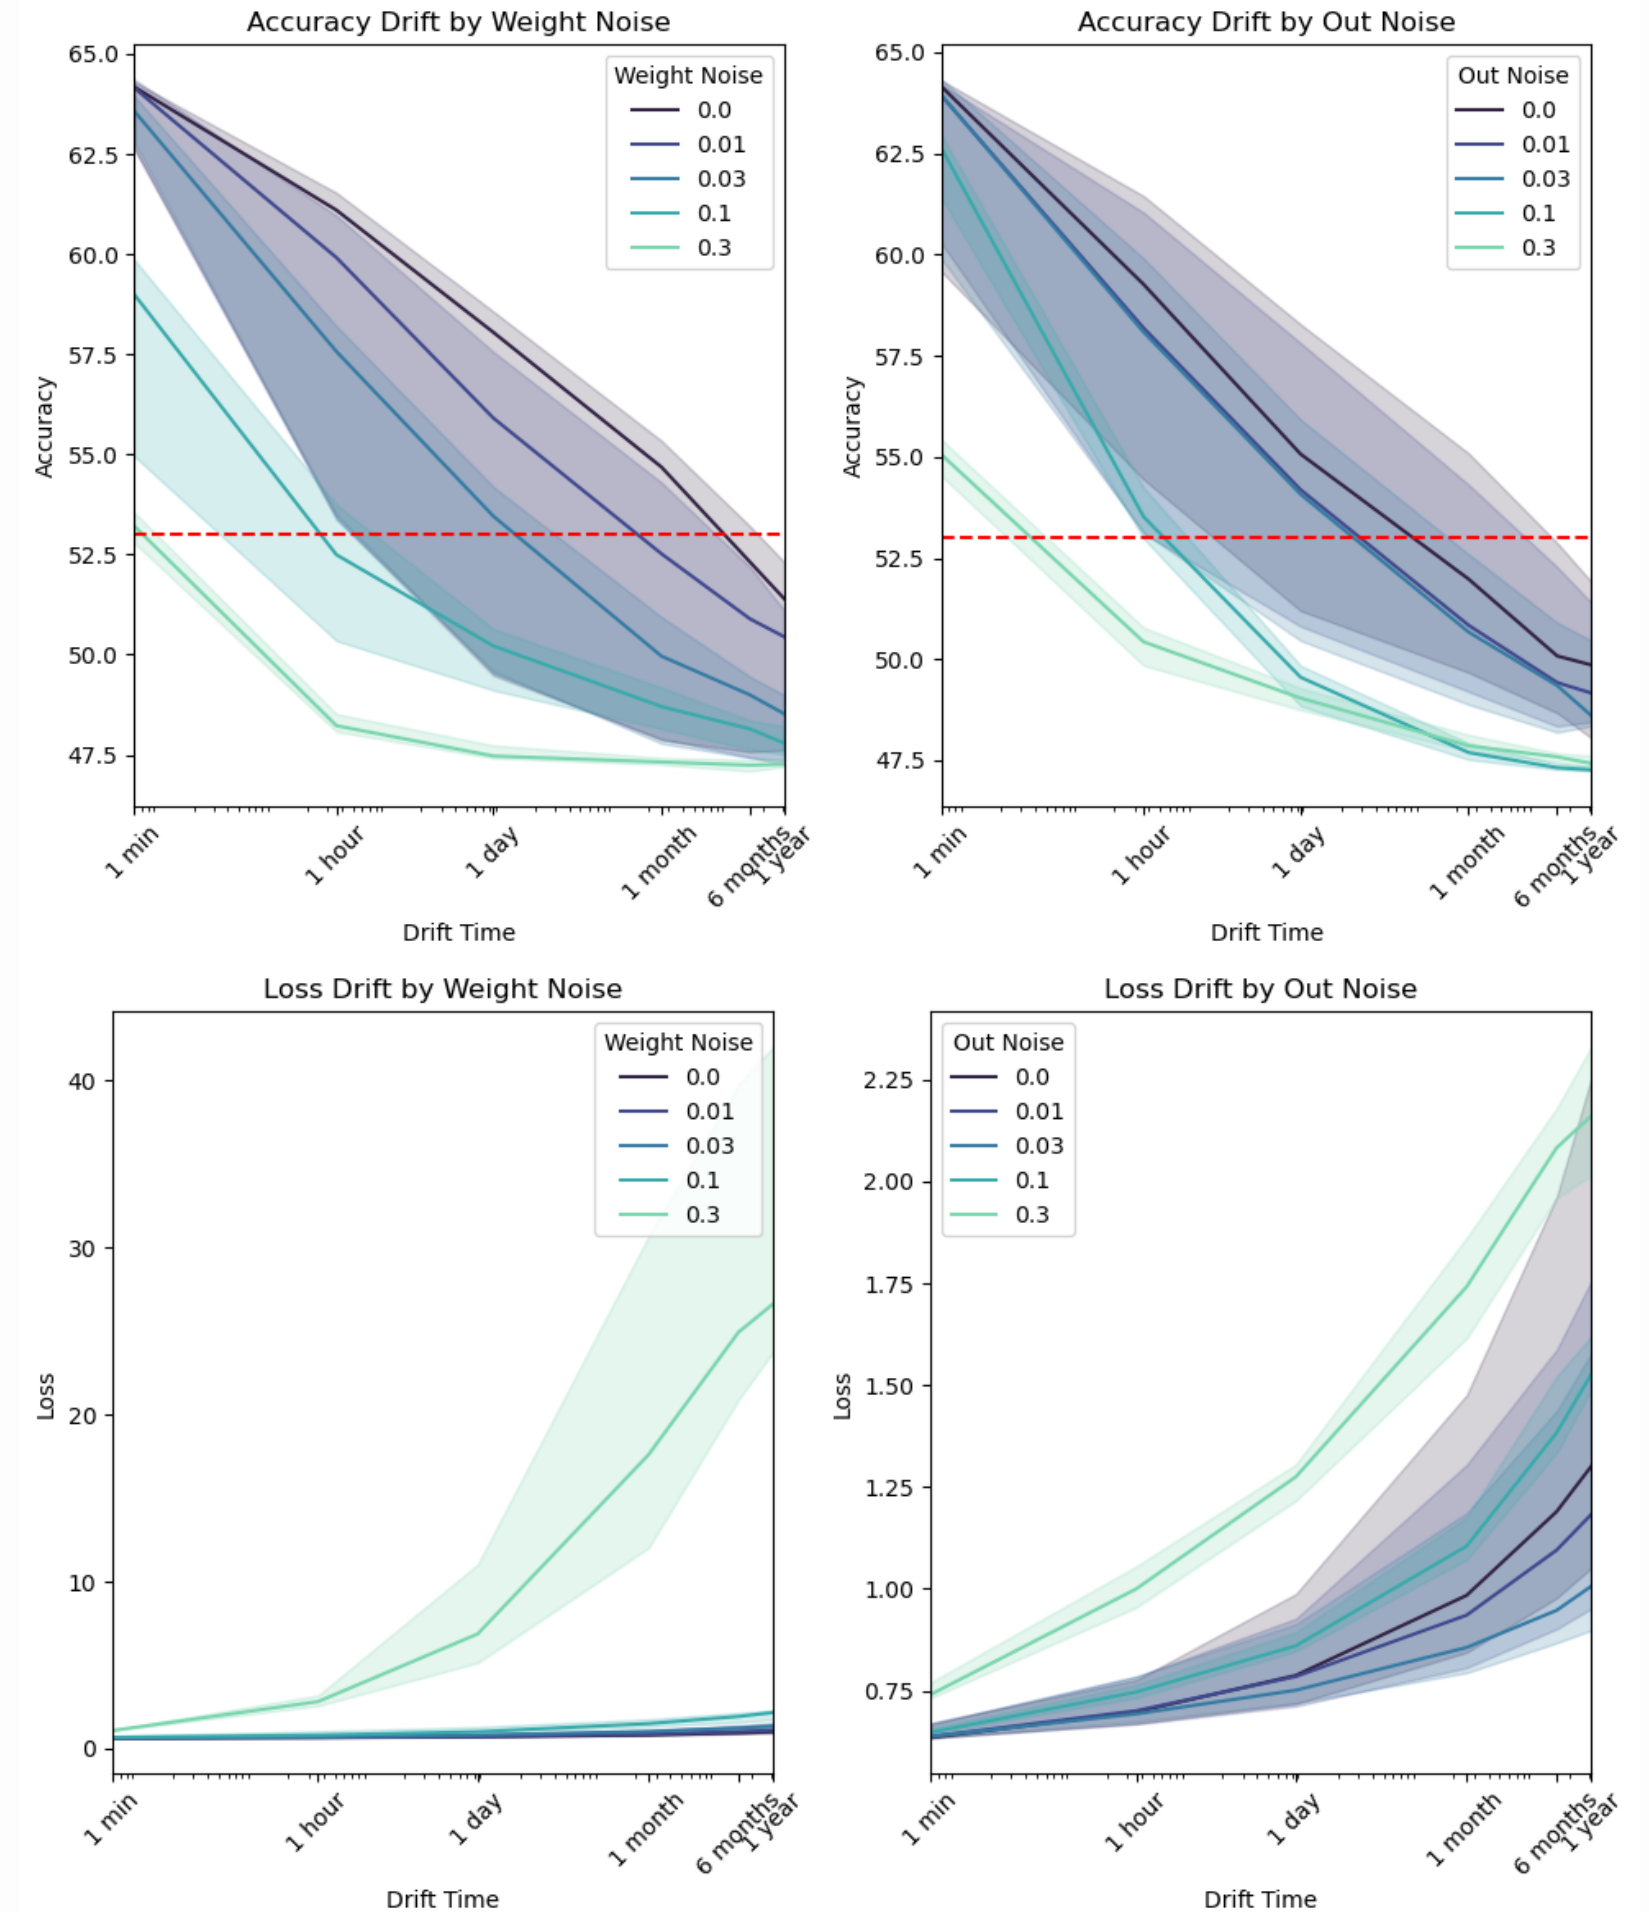 Accuracy Drift by Weight Noise
Accuracy
65.0
62.5
60.0
57.5
55.0
52.5
50.0
47.5
Weight Noise
0.0
0.01
0.03
0.1
0.3
1 min
1 hour
1 day
1 month
6 months
1 year
Drift Time
Accuracy Drift by Out Noise
Accuracy
65.0
62.5
60.0
57.5
55.0
52.5
50.0
47.5
Out Noise
0.0
0.01
0.03
0.1
0.3
1 min
1 hour
1 day
1 month
6 months
1 year
Drift Time
Loss Drift by Weight Noise
Loss
40
30
20
10
0
Weight Noise
0.0
0.01
0.03
0.1
0.3
1 min
1 hour
1 day
1 month
6 months
1 year
Drift Time
Loss Drift by Out Noise
Loss
2.25
2.00
1.75
1.50
1.25
1.00
0.75
Out Noise
0.0
0.01
0.03
0.1
0.3
1 min
1 hour
1 day
1 month
6 months
1 year
Drift Time